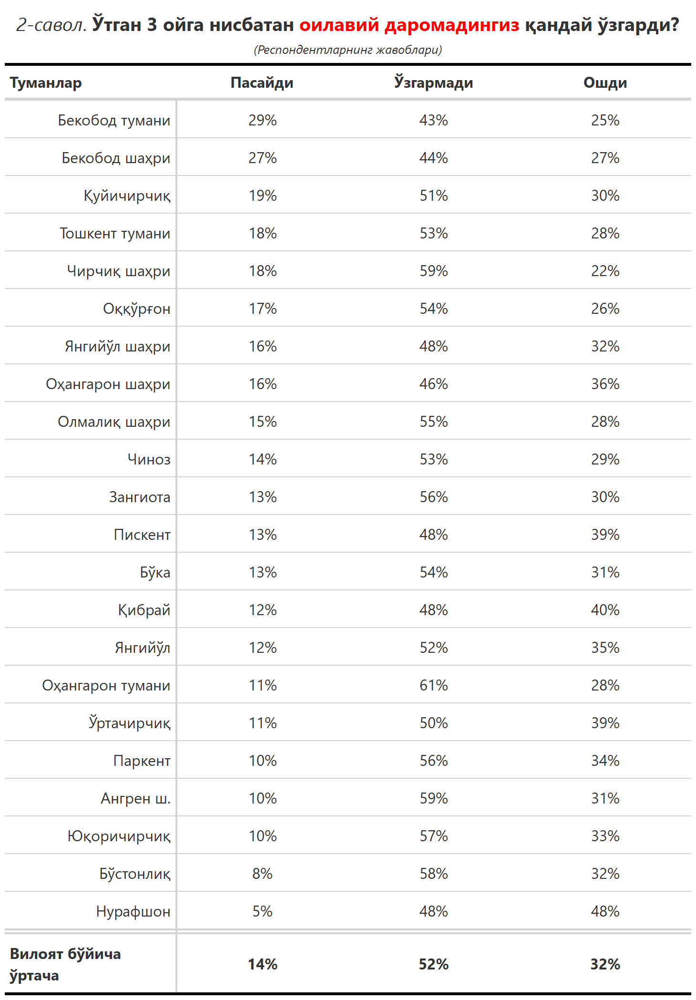 2-савол. Ўтган 3 ойга нисбатан оилавий даромадингиз қандай ўзгарди?
(Респондентларнинг жавоблари)
Туманлар Пасайди Ўзгармади Ошди
Бекобод тумани 29% 43% 25%
Бекобод шаҳри 27% 44% 27%
Қуйичирчиқ 19% 51% 30%
Тошкент тумани 18% 53% 28%
Чирчиқ шаҳри 18% 59% 22%
Оққўрғон 17% 54% 26%
Янгийўл шаҳри 16% 48% 32%
Оҳангарон шаҳри 16% 46% 36%
Олмалиқ шаҳри 15% 55% 28%
Чиноз 14% 53% 29%
Зангиота 13% 56% 30%
Пискент 13% 48% 39%
Бўка 13% 54% 31%
Қибрай 12% 48% 40%
Янгийўл 12% 52% 35%
Оҳангарон тумани 11% 61% 28%
Ўртачирчиқ 11% 50% 39%
Паркент 10% 56% 34%
Ангрен ш. 10% 59% 31%
Юқоричирчиқ 10% 57% 33%
Бўстонлиқ 8% 58% 32%
Нурафшон 5% 48% 48%
Вилоят бўйича
ўртача 14% 52% 32%